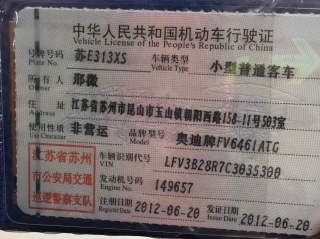 中华人民共和国机动车行驶证
Vehicle License of the People's Republic of China
号牌号码 苏E313XS 车辆类型 小型普通客车
Plate No. Vehicle Type
所有人 邢薇
Owner
住址 江苏省苏州市昆山市玉山镇朝阳西路158-11号503室
Address
使用性质 非营运 品牌型号 奥迪牌FV6461ATG
Use Character Model
江苏省苏州
市公安局交通
巡逻警察支队
车辆识别代号 LFV3B28R7C3035300
VIN
发动机号码 149657
Engine No.
注册日期 2012-06-20 发证日期 2012-06-20
Register Date Issue Date